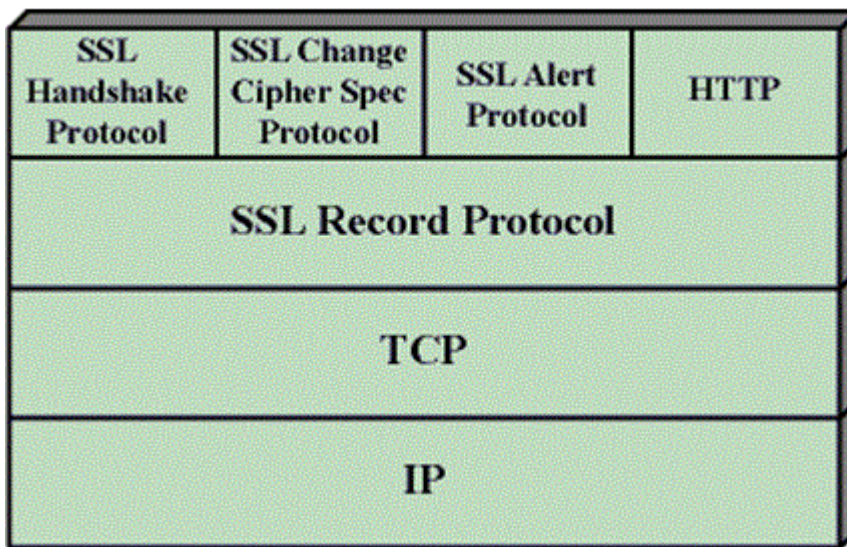 SSL
Handshake
Protocol
SSL Change
Cipher Spec
Protocol
SSL Alert
Protocol
HTTP
SSL Record Protocol
TCP
IP